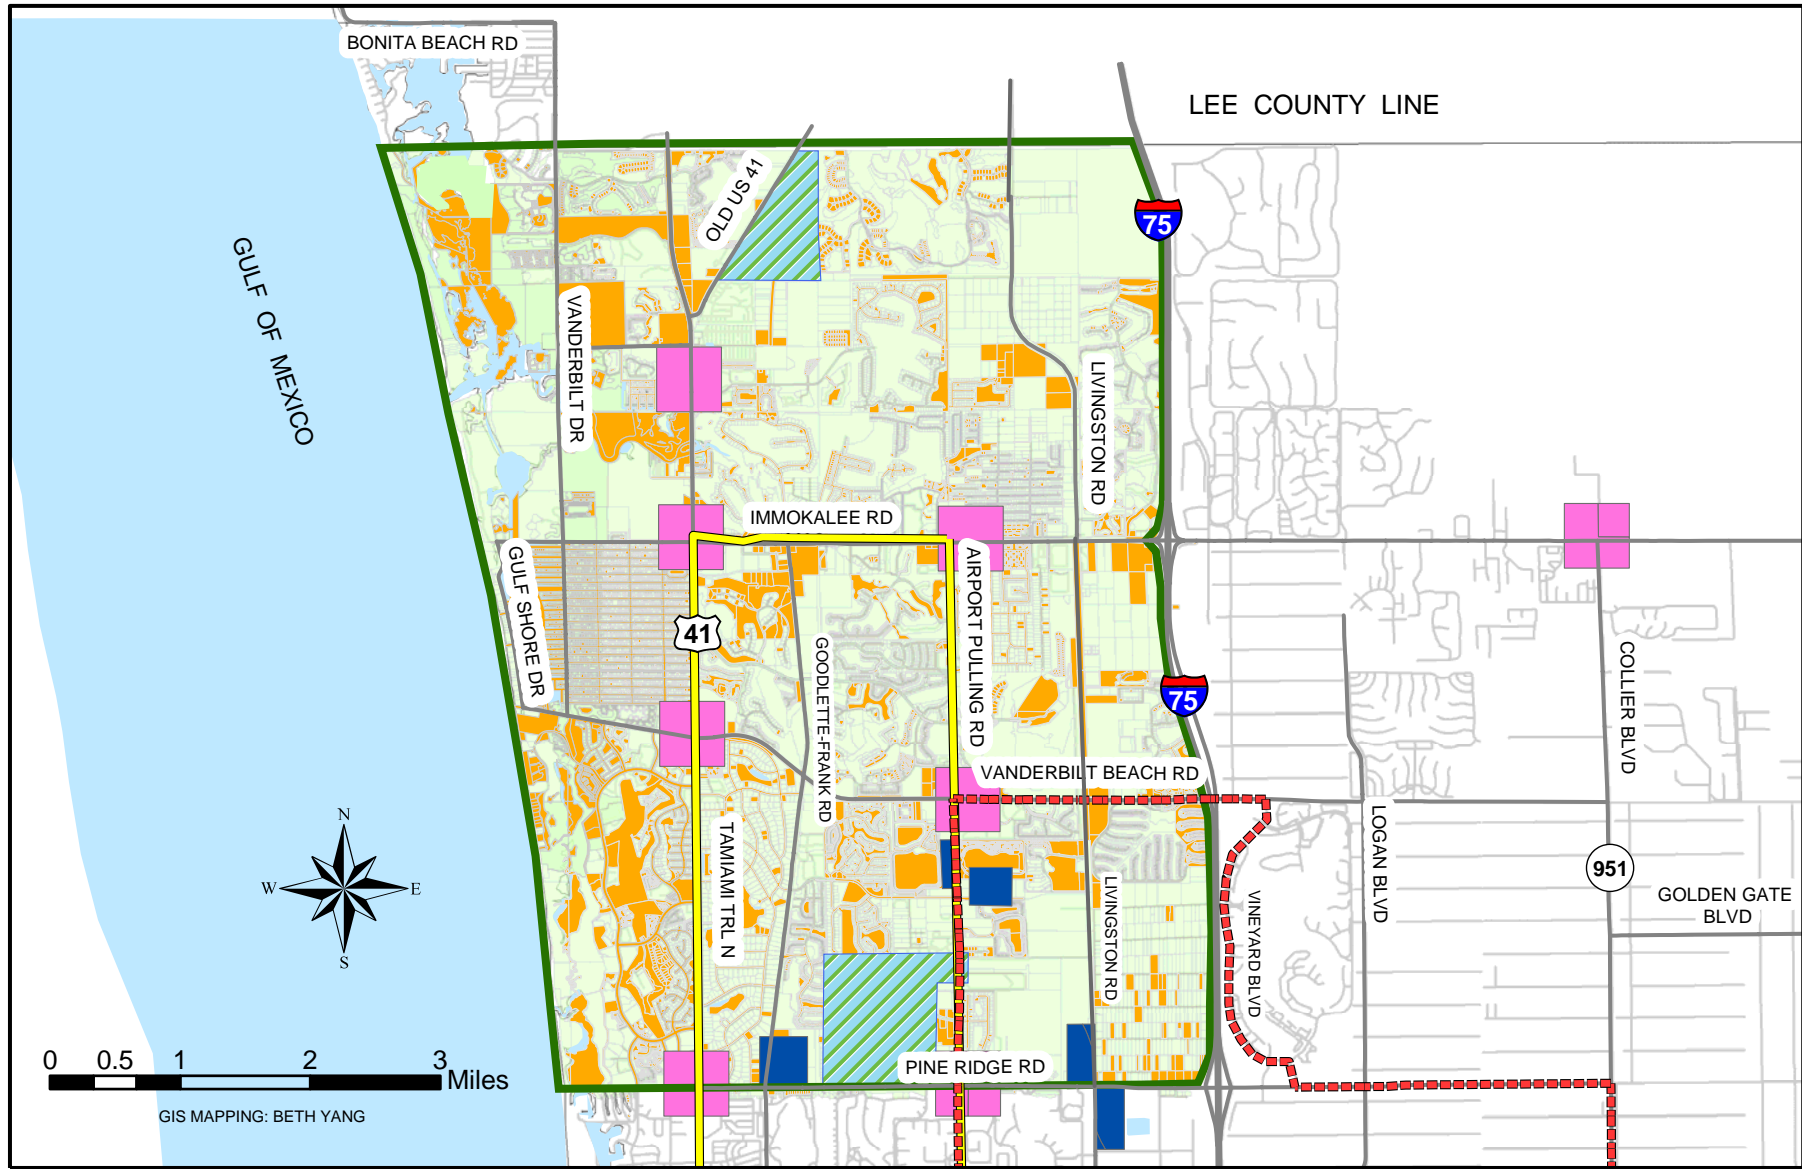 BONITA BEACH RD
LEE COUNTY LINE
OLD US 41
75
GULF OF MEXICO
VANDERBILT DR
LIVINGSTON RD
IMMOKALEE RD
GULF SHORE DR
AIRPORT PULLING RD
41
GOODLETTE-FRANK RD
75
COLLIER BLVD
VANDERBILT BEACH RD
TAMIAMI TRL N
LOGAN BLVD
951
GOLDEN GATE
BLVD
LIVINGSTON RD
VINEYARD BLVD
N
W
E
S
PINE RIDGE RD
0 0.5 1 2 3
Miles
GIS MAPPING: BETH YANG